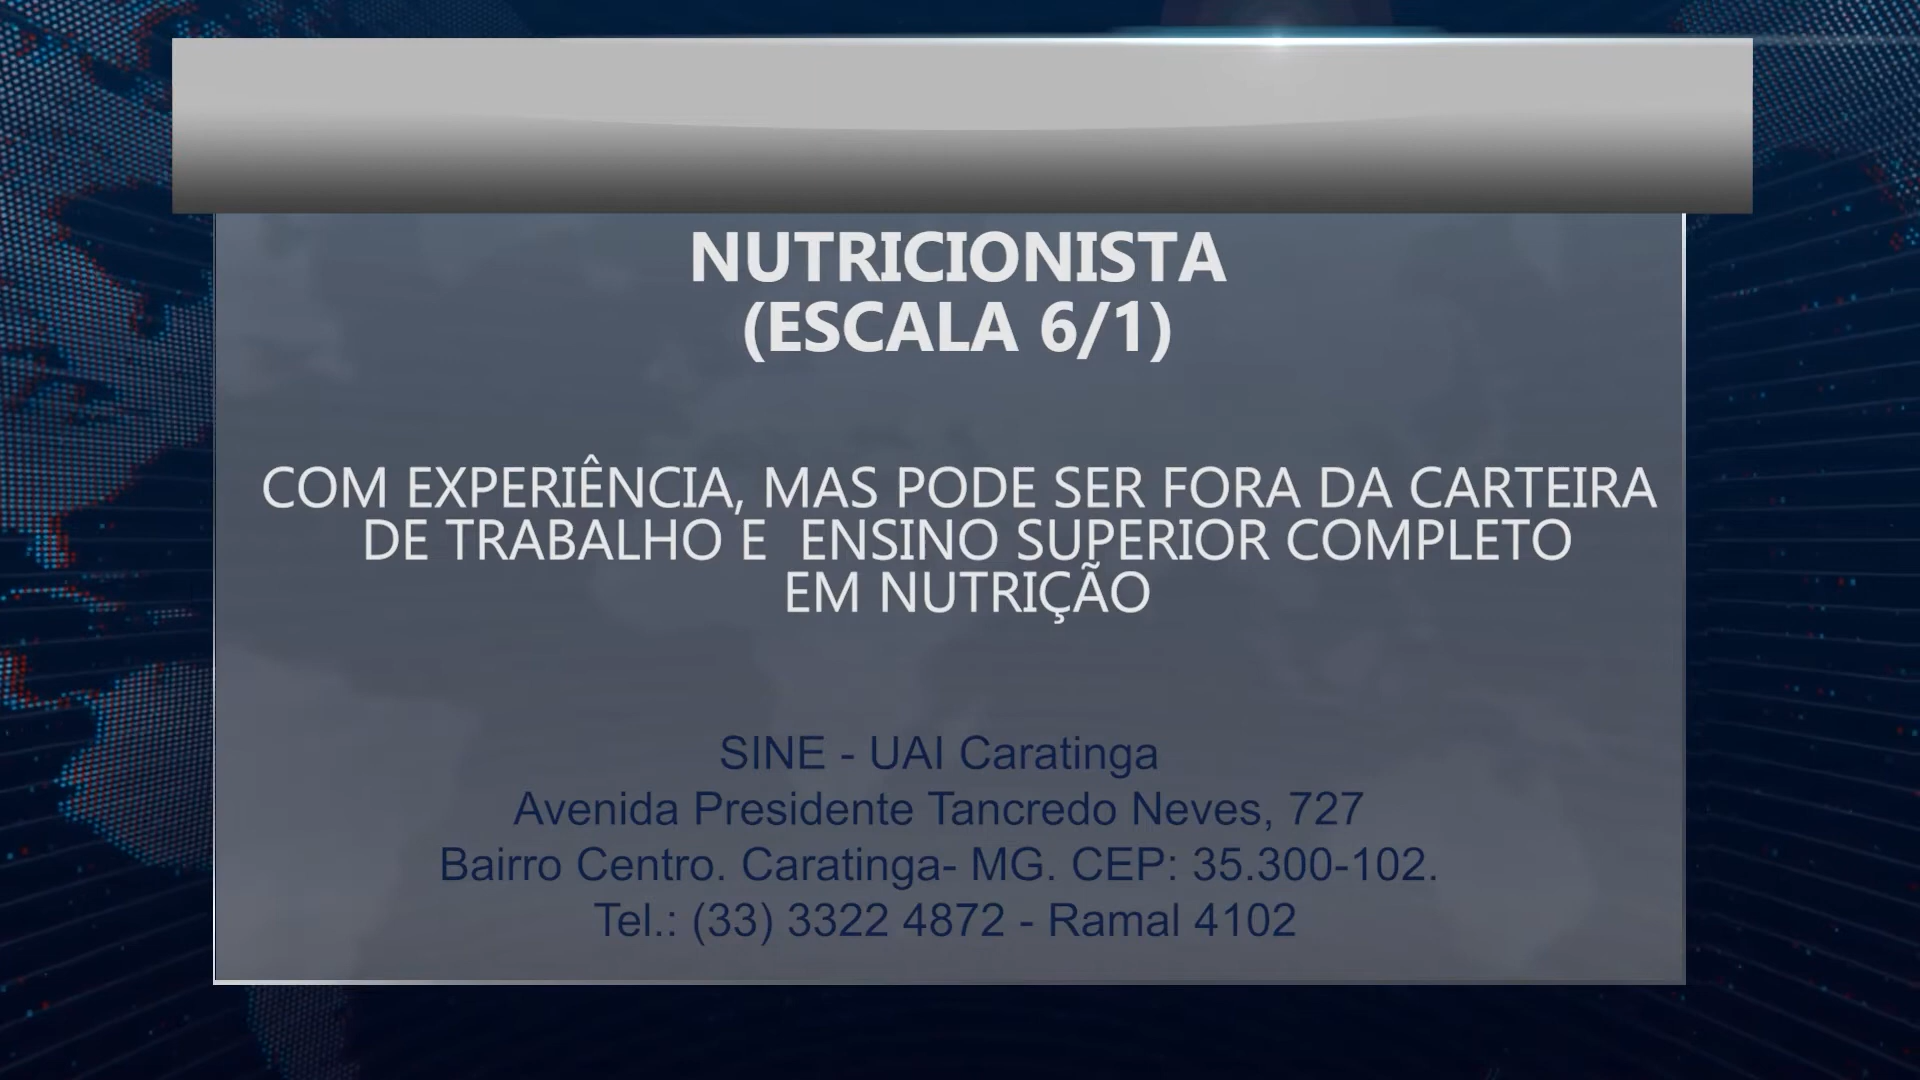 NUTRICIONISTA
(ESCALA 6/1)
COM EXPERIÊNCIA, MAS PODE SER FORA DA CARTEIRA
DE TRABALHO E  ENSINO SUPERIOR COMPLETO
EM NUTRIÇÃO
SINE - UAI Caratinga
Avenida Presidente Tancredo Neves, 727
Bairro Centro. Caratinga- MG. CEP: 35.300-102.
Tel.: (33) 3322 4872 - Ramal 4102